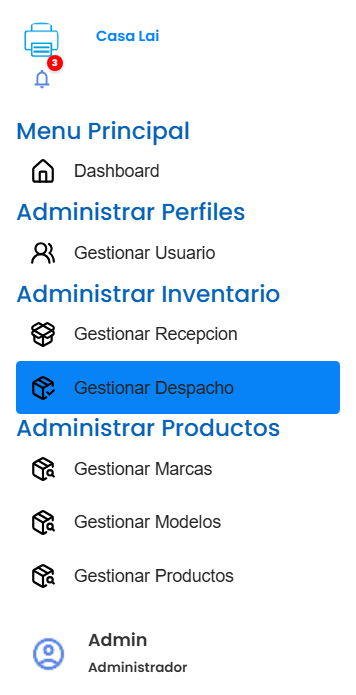 Casa Lai
3
Menu Principal
Dashboard
Administrar Perfiles
Gestionar Usuario
Administrar Inventario
Gestionar Recepcion
Gestionar Despacho
Administrar Productos
Gestionar Marcas
Gestionar Modelos
Gestionar Productos
Admin
Administrador